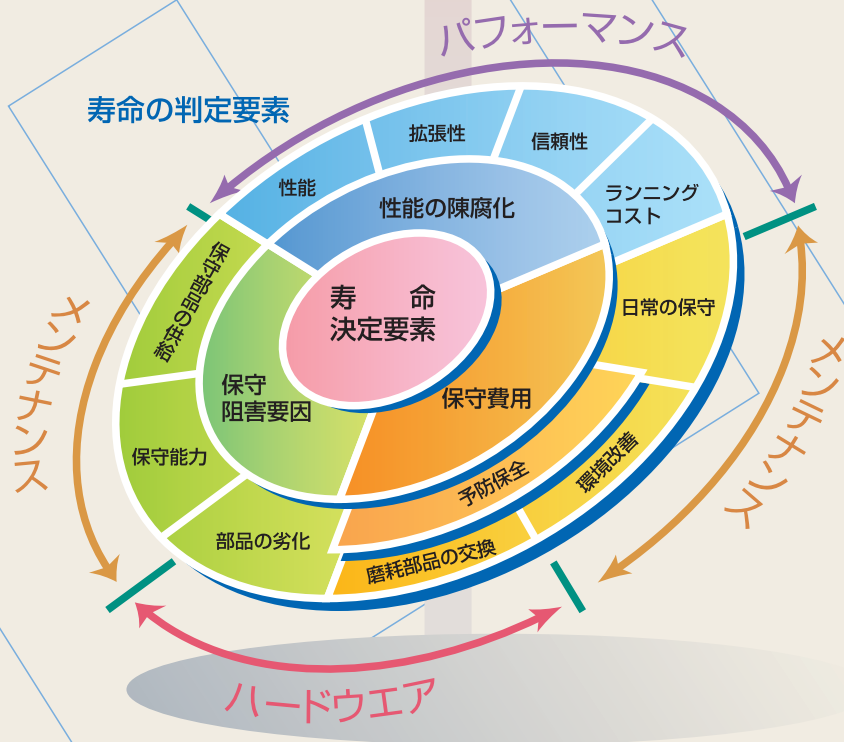 パフォーマンス
寿命の判定要素
拡張性
信頼性
性能
ランニング
コスト
性能の陳腐化
保守部品の供給
寿　命
決定要素
日常の保守
メンテナンス
メンテナンス
保守
阻害要因
保守費用
保守能力
予防保全
環境改善
部品の劣化
磨耗部品の交換
ハードウエア